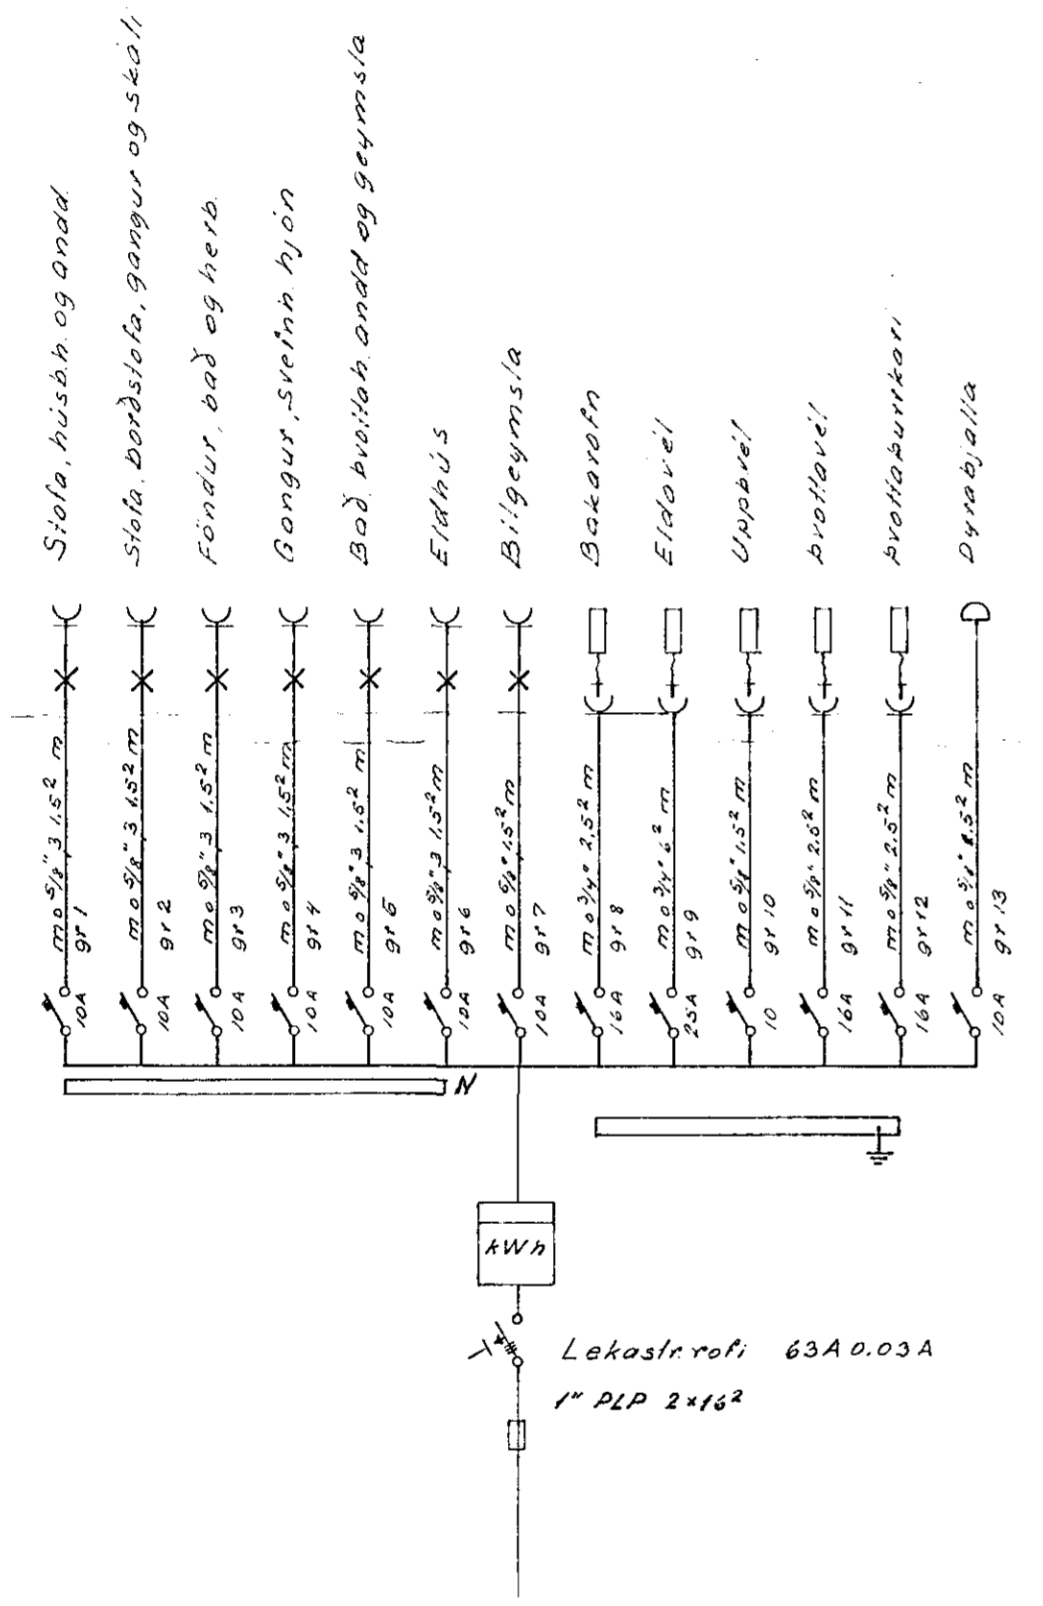 Stofa, húsb.h. og andd.
mo 5/8" 3 1.5² m
gr 1
10A
Stofa, borðstofa, gangur og skáli
mo 5/8" 3 1.5² m
gr 2
10A
Föndur, bað og herb.
mo 5/8" 3 1.5² m
gr 3
10A
Gangur, sveinh. hjón
mo 5/8" 3 1.5² m
gr 4
10A
Bað, þvottah. andd og geymsla
mo 5/8" 3 1.5² m
gr 5
10A
Eldhús
mo 5/8" 3 1.5² m
gr 6
10A
Bílgeymsla
mo 5/8" 1.5² m
gr 7
10A
Bakarofn
mo 3/4" 2.5² m
gr 8
16A
Eldavél
mo 3/4" 6² m
gr 9
25A
Uppþvél
mo 5/8" 1.5² m
gr 10
10
Þvottavél
mo 5/8" 2.5² m
gr 11
16A
Þvottaþurrkari
mo 5/8" 2.5² m
gr 12
16A
Dyrabjalla
mo 5/8" m
gr 13
10A
N
kWh
Lekastr.rofi 63A 0.03A
1" PLP 2x16²